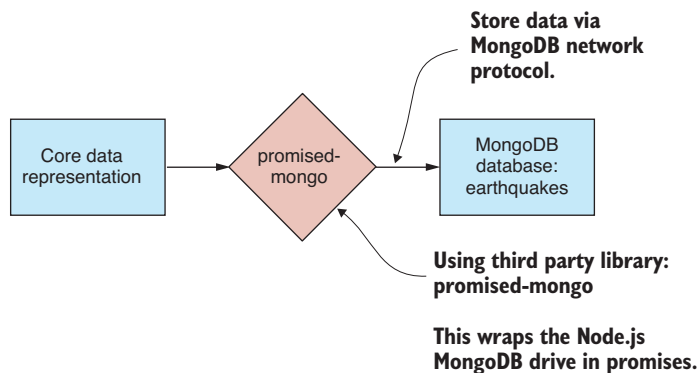 Store data via
MongoDB network
protocol.
Core data
representation
promised-
mongo
MongoDB
database:
earthquakes
Using third party library:
promised-mongo
This wraps the Node.js
MongoDB drive in promises.